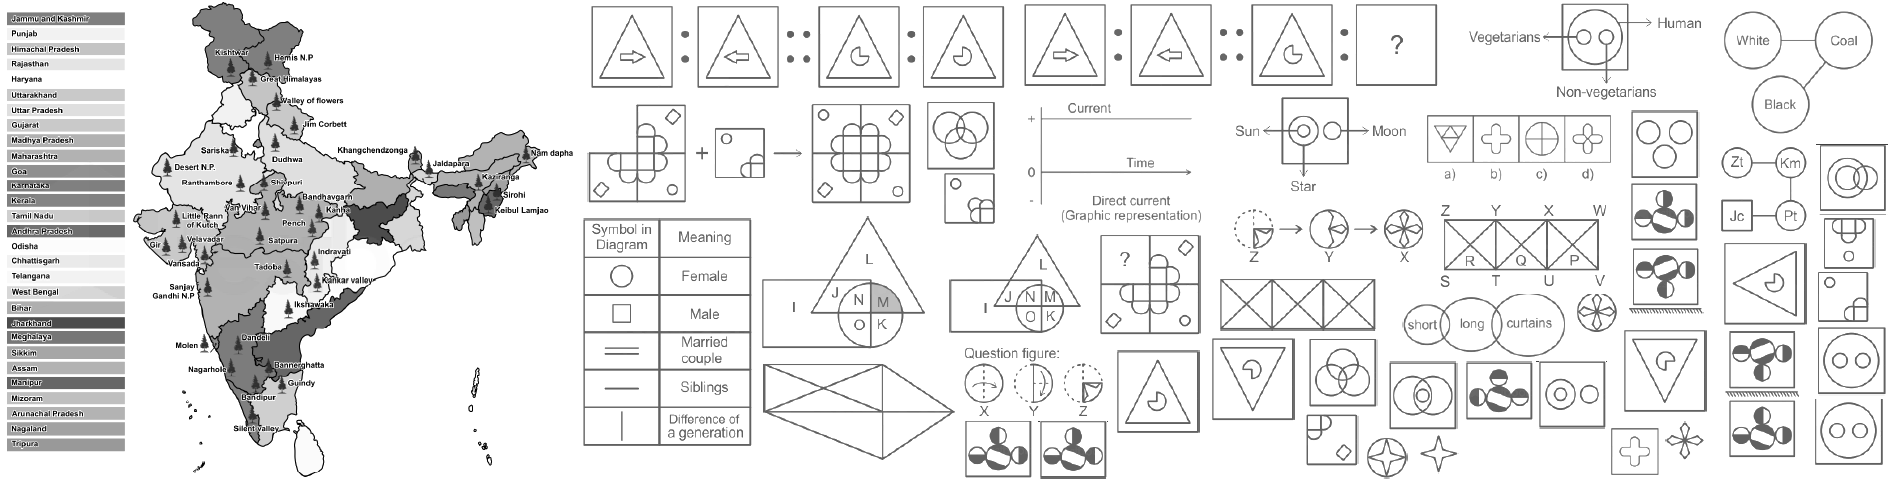 Jammu and Kashmir
Punjab
Himachal Pradesh
Rajasthan
Haryana
Uttarakhand
Uttar Pradesh
Gujarat
Madhya Pradesh
Maharashtra
Goa
Karnataka
Kerala
Tamil Nadu
Andhra Pradesh
Odisha
Chhattisgarh
Telangana
West Bengal
Bihar
Jharkhand
Meghalaya
Sikkim
Assam
Manipur
Mizoram
Arunachal Pradesh
Nagaland
Tripura
Kishtwar
Hemis N.P
Great Himalayas
Valley of flowers
Jim Corbett
Khangchendzonga
Nam dapha
Sariska
Dudhwa
Jaldapara
Desert N.P.
Kaziranga
Ranthambore
Shivpuri
Sirohi
Bandhavgarh
Keibul Lamjao
Van Vihar
Kanha
Little Rann
of Kutch
Pench
Gir
Velavadar
Satpura
Vansada
Indravati
Tadoba
Kankar valley
Sanjay
Gandhi N.P
Ikshawaka
Molen
Dandeli
Nagarhole
Bannerghatta
Guindy
Bandipur
Silent valley
?
Symbol in
Diagram
Meaning
Female
Male
Married
couple
Siblings
Difference of
a generation
+
L
I
J
N
M
O
K
L
I
J
N
M
O
K
Current
+
Time
0
-
Direct current
(Graphic representation)
?
Question figure:
X
Y
Z
Vegetarians
Human
Non-vegetarians
Sun
Moon
Star
a)
b)
c)
d)
Z
Y
X
Z
Y
X
W
R
Q
P
S
T
U
V
short
long
curtains
White
Coal
Black
Zt
Km
Jc
Pt